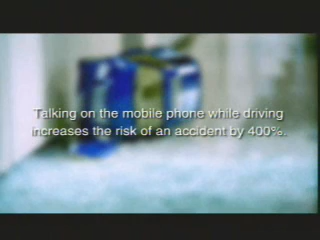 Talking on the mobile phone while driving
increases the risk of an accident by 400%.